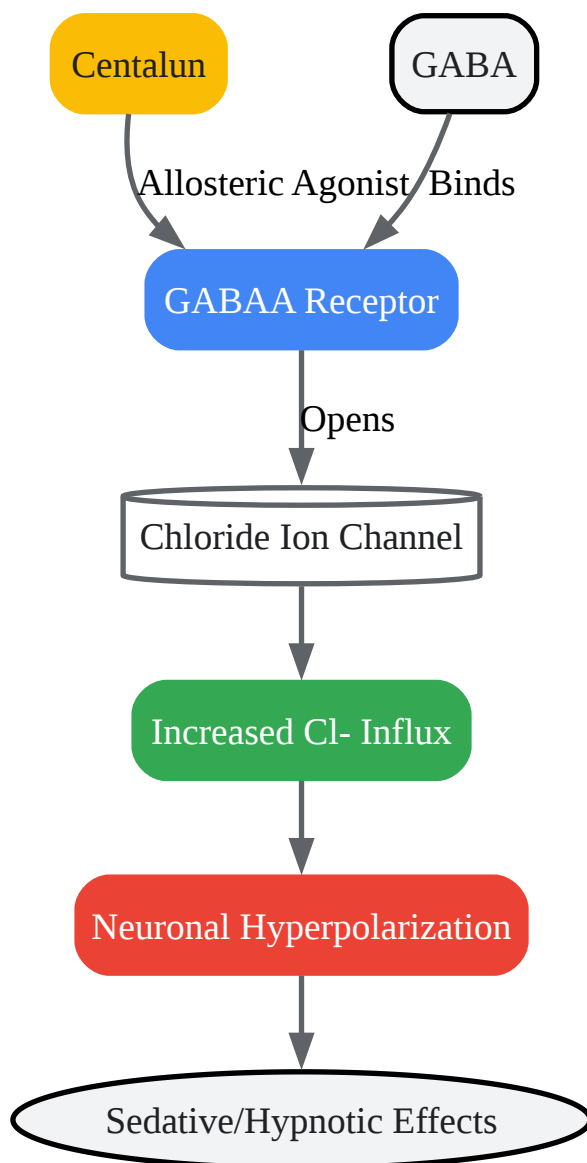 Centalun
GABA
Allosteric Agonist
Binds
GABAA Receptor
Opens
Chloride Ion Channel
Increased Cl- Influx
Neuronal Hyperpolarization
Sedative/Hypnotic Effects